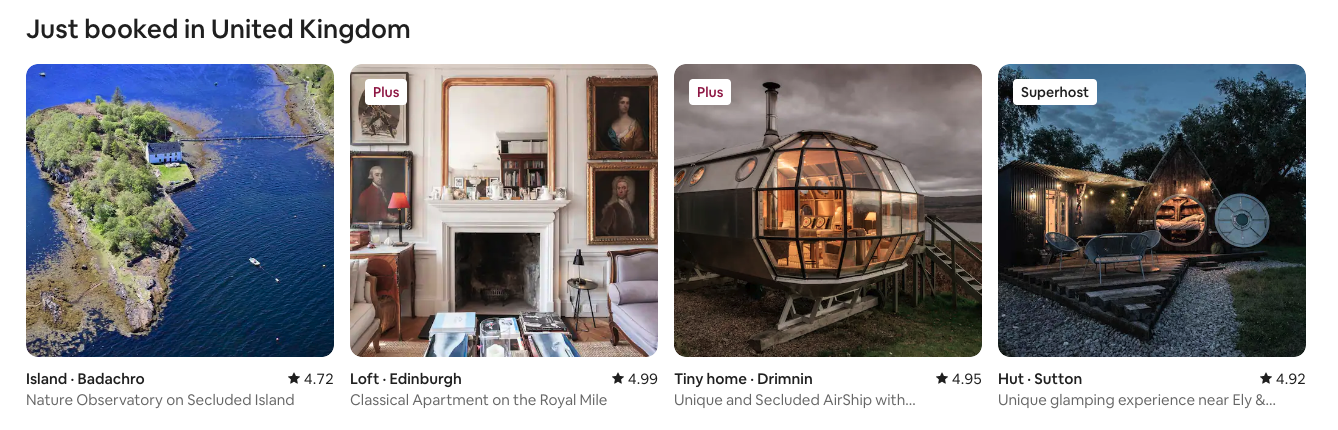 Just booked in United Kingdom
Plus
Plus
Superhost
Island · Badachro ★ 4.72
Nature Observatory on Secluded Island
Loft · Edinburgh ★ 4.99
Classical Apartment on the Royal Mile
Tiny home · Drimnin ★ 4.95
Unique and Secluded AirShip with...
Hut · Sutton ★ 4.92
Unique glamping experience near Ely &...